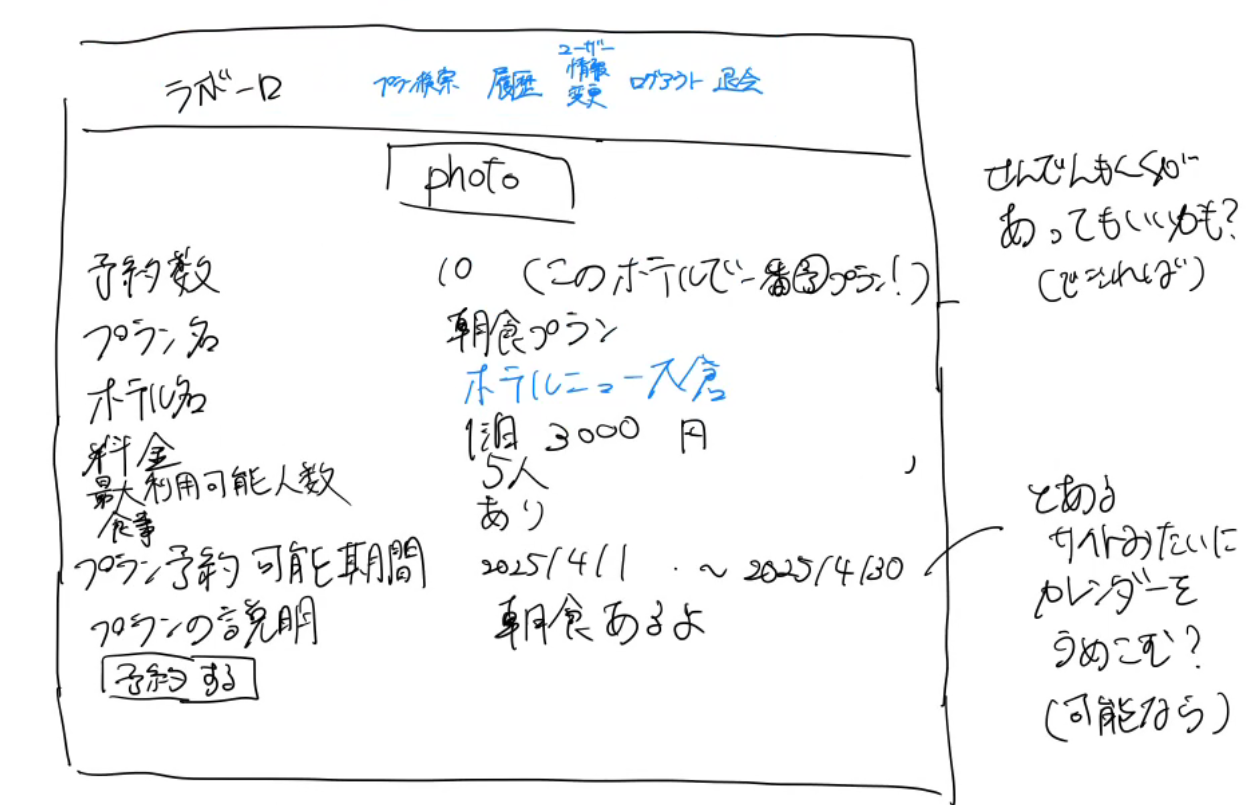 ラボーロ プラン検索 履歴 ユーザー情報変更 ログアウト 退会
photo
予約数 10 (このホテルで一番③プラン!)
プラン名 朝食プラン
ホテル名 ホテルニュー大倉
料金 1泊 3000 円
最大利用可能人数 5人
食事 あり
プラン予約可能期間 2025/4/1 . ~ 2025/4/30
プランの説明 朝食あるよ
予約する
せんでんもくが
あってもいいかも?
(できれば)
とある
サイトみたいに
カレンダーを
うめこむ?
(可能なら)